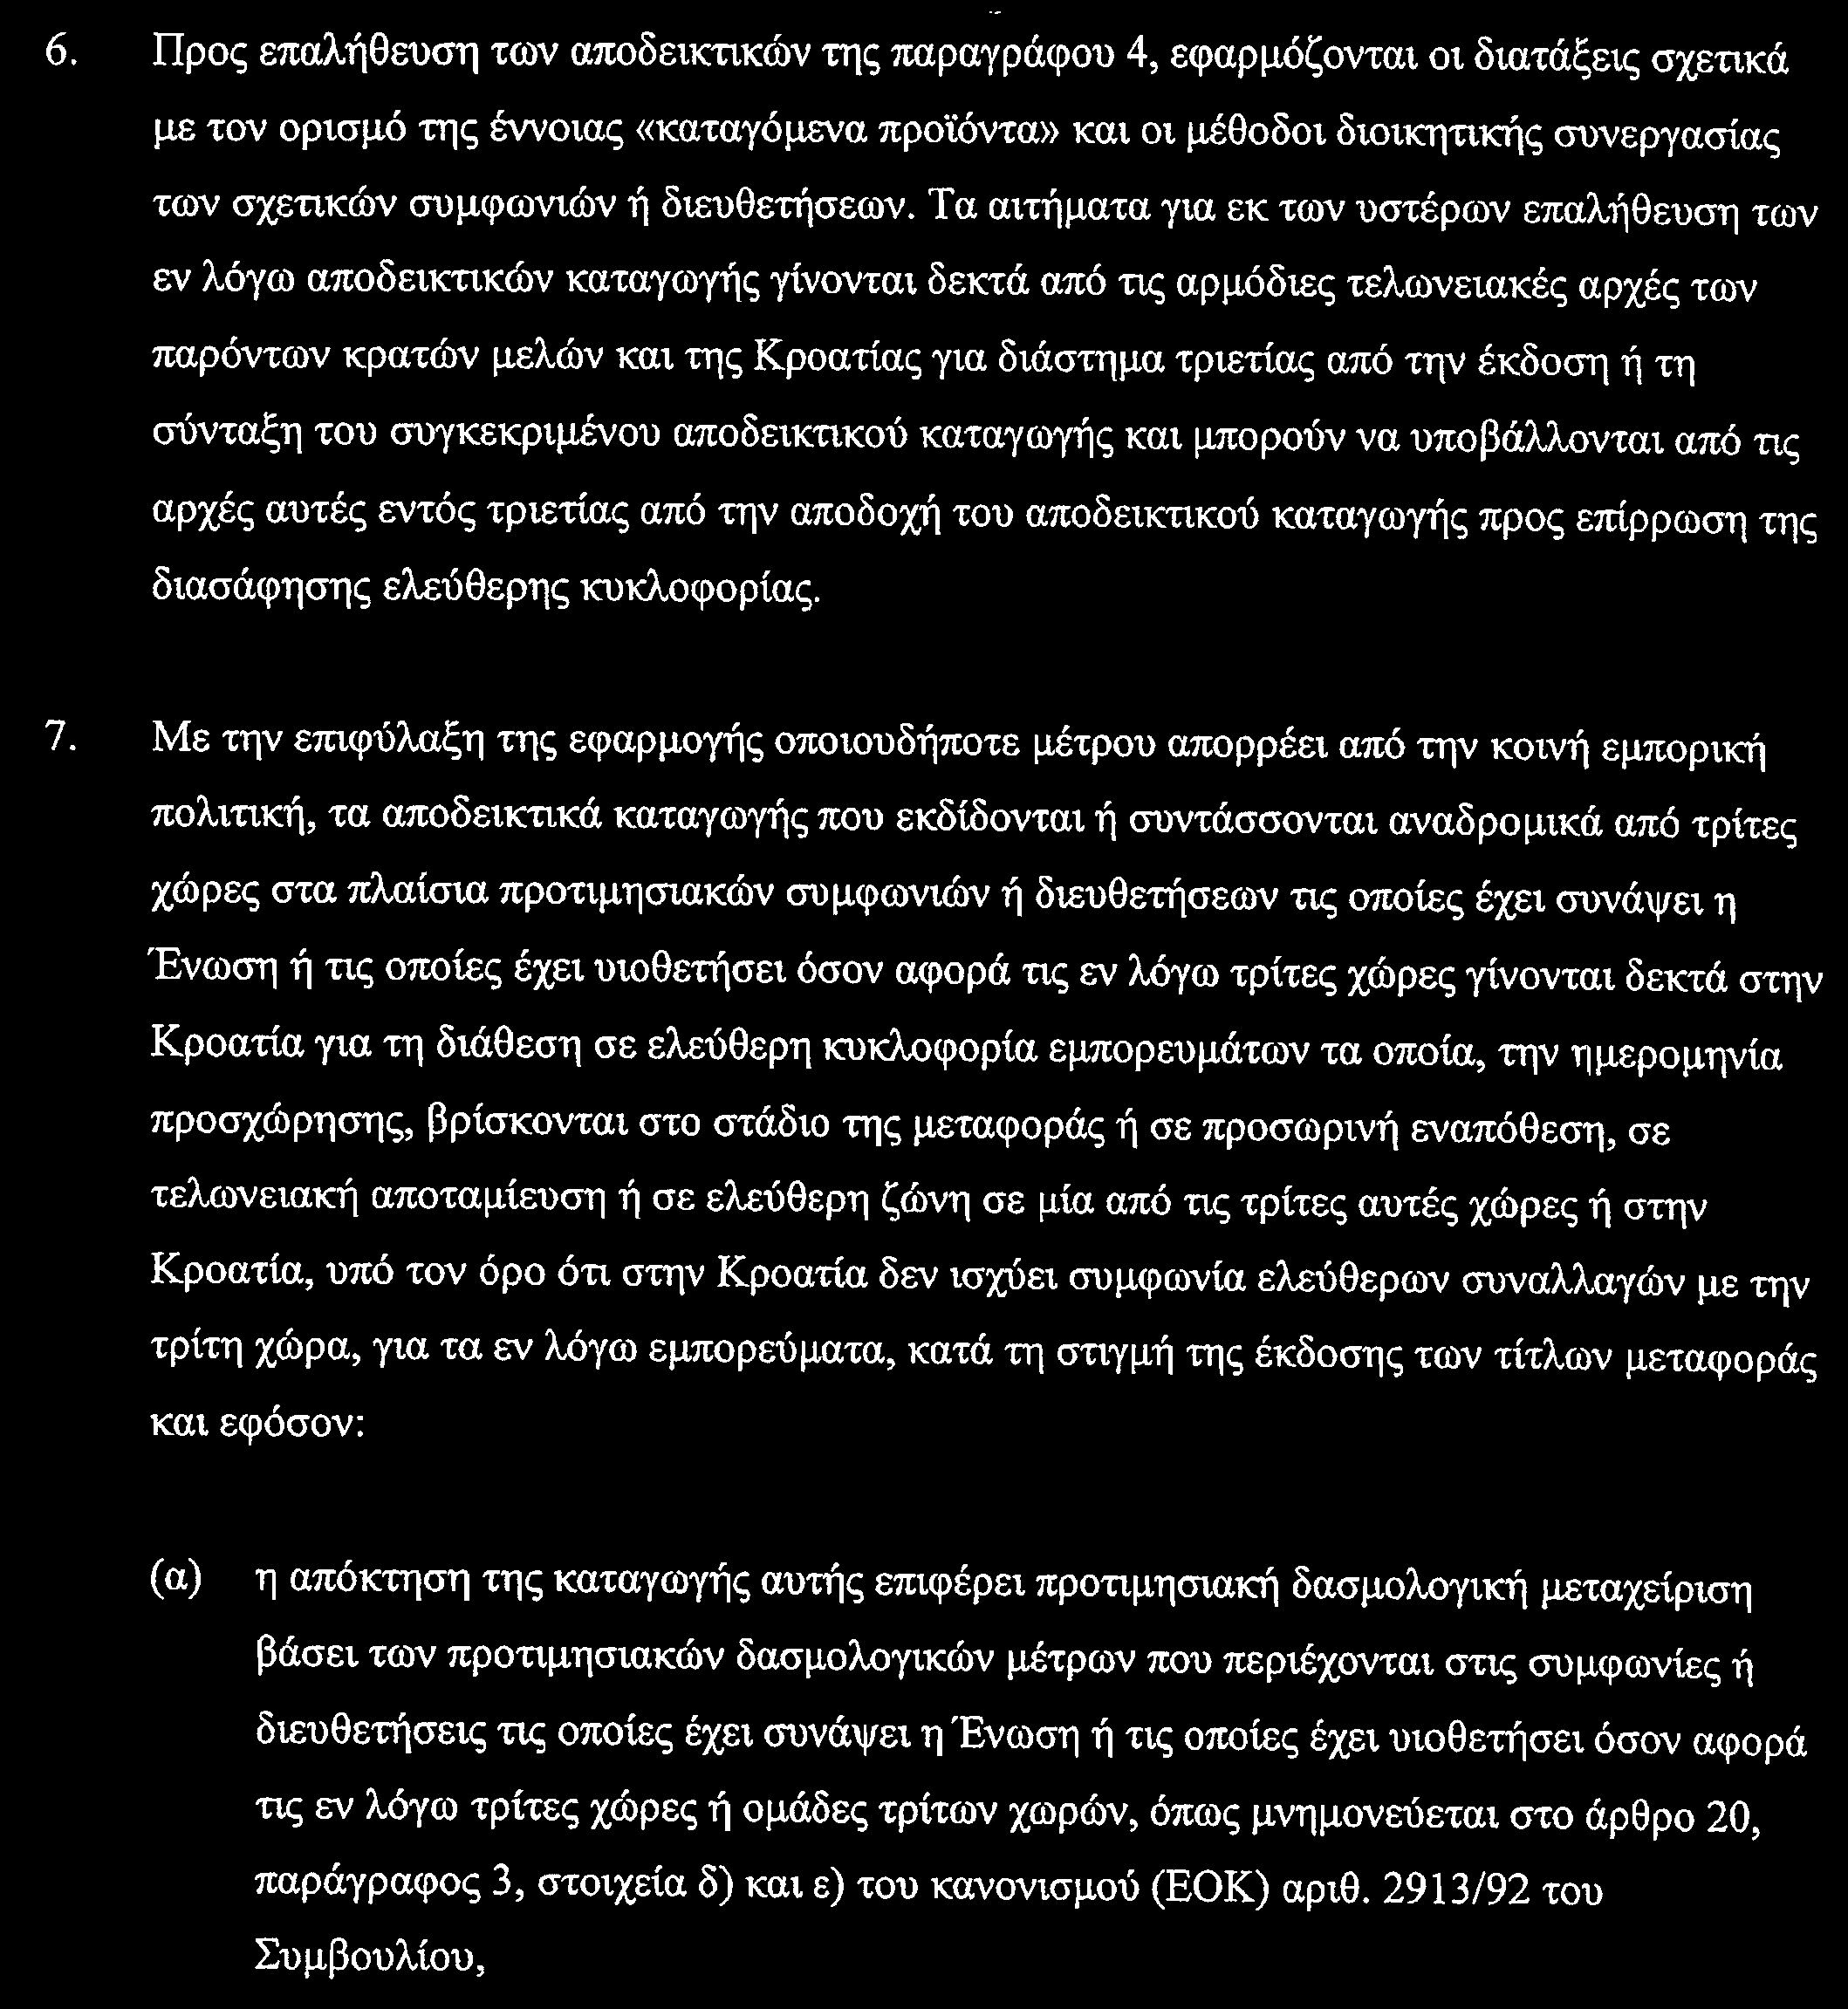 6. Προς επαλήθευση των αποδεικτικών της παραγράφου 4, εφαρμόζονται οι διατάξεις σχετικά
με τον ορισμό της έννοιας «καταγόμενα προϊόντα» και οι μέθοδοι διοικητικής συνεργασίας
των σχετικών συμφωνιών ή διευθετήσεων. Τα αιτήματα για εκ των υστέρων επαλήθευση των
εν λόγω αποδεικτικών καταγωγής γίνονται δεκτά από τις αρμόδιες τελωνειακές αρχές των
παρόντων κρατών μελών και της Κροατίας για διάστημα τριετίας από την έκδοση ή τη
σύνταξη του συγκεκριμένου αποδεικτικού καταγωγής και μπορούν να υποβάλλονται από τις
αρχές αυτές εντός τριετίας από την αποδοχή του αποδεικτικού καταγωγής προς επίρρωση της
διασάφησης ελεύθερης κυκλοφορίας.
7. Με την επιφύλαξη της εφαρμογής οποιουδήποτε μέτρου απορρέει από την κοινή εμπορική
πολιτική, τα αποδεικτικά καταγωγής που εκδίδονται ή συντάσσονται αναδρομικά από τρίτες
χώρες στα πλαίσια προτιμησιακών συμφωνιών ή διευθετήσεων τις οποίες έχει συνάψει η
Ένωση ή τις οποίες έχει υιοθετήσει όσον αφορά τις εν λόγω τρίτες χώρες γίνονται δεκτά στην
Κροατία για τη διάθεση σε ελεύθερη κυκλοφορία εμπορευμάτων τα οποία, την ημερομηνία
προσχώρησης, βρίσκονται στο στάδιο της μεταφοράς ή σε προσωρινή εναπόθεση, σε
τελωνειακή αποταμίευση ή σε ελεύθερη ζώνη σε μία από τις τρίτες αυτές χώρες ή στην
Κροατία, υπό τον όρο ότι στην Κροατία δεν ισχύει συμφωνία ελεύθερων συναλλαγών με την
τρίτη χώρα, για τα εν λόγω εμπορεύματα, κατά τη στιγμή της έκδοσης των τίτλων μεταφοράς
και εφόσον:
(α) η απόκτηση της καταγωγής αυτής επιφέρει προτιμησιακή δασμολογική μεταχείριση
βάσει των προτιμησιακών δασμολογικών μέτρων που περιέχονται στις συμφωνίες ή
διευθετήσεις τις οποίες έχει συνάψει η Ένωση ή τις οποίες έχει υιοθετήσει όσον αφορά
τις εν λόγω τρίτες χώρες ή ομάδες τρίτων χωρών, όπως μνημονεύεται στο άρθρο 20,
παράγραφος 3, στοιχεία δ) και ε) του κανονισμού (ΕΟΚ) αριθ. 2913/92 του
Συμβουλίου,